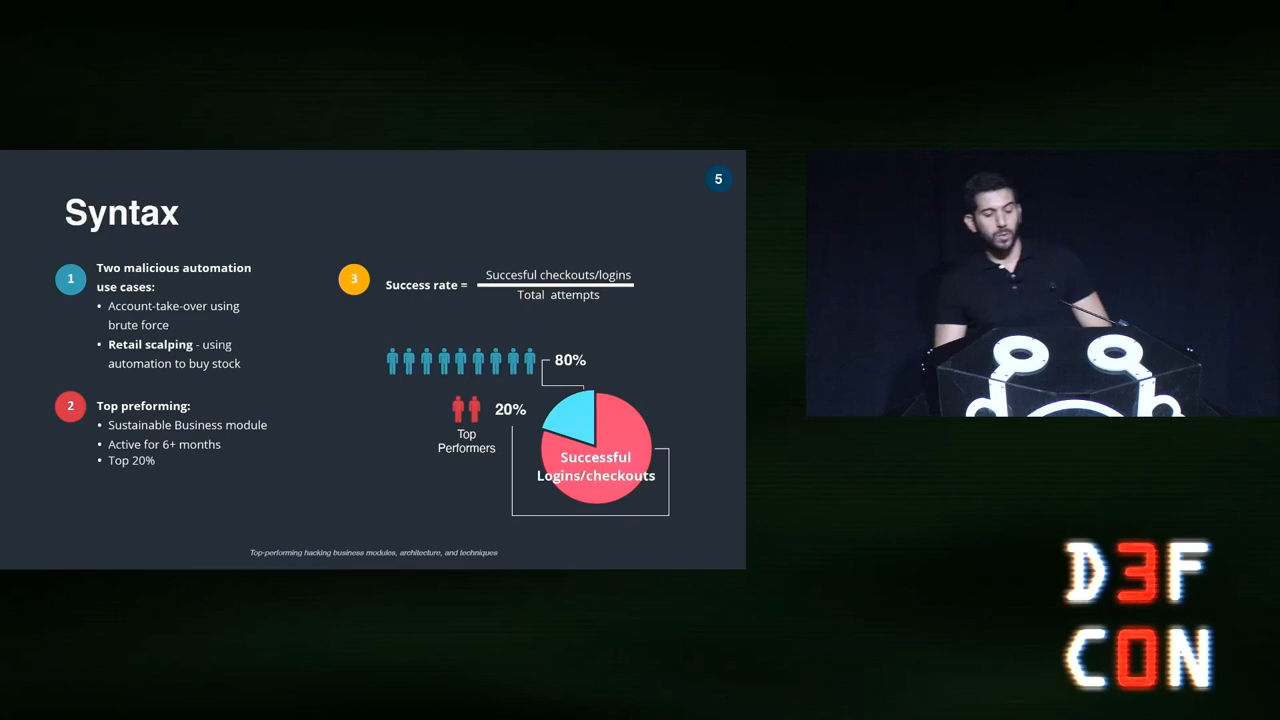 5
Syntax
1
Two malicious automation
use cases:
• Account-take-over using
brute force
• Retail scalping - using
automation to buy stock
2
Top preforming:
• Sustainable Business module
• Active for 6+ months
• Top 20%
3
Success rate =
Succesful checkouts/logins
Total attempts
80%
20%
Top
Performers
Successful
Logins/checkouts
Top-performing hacking business modules, architecture, and techniques
D3F
C0N